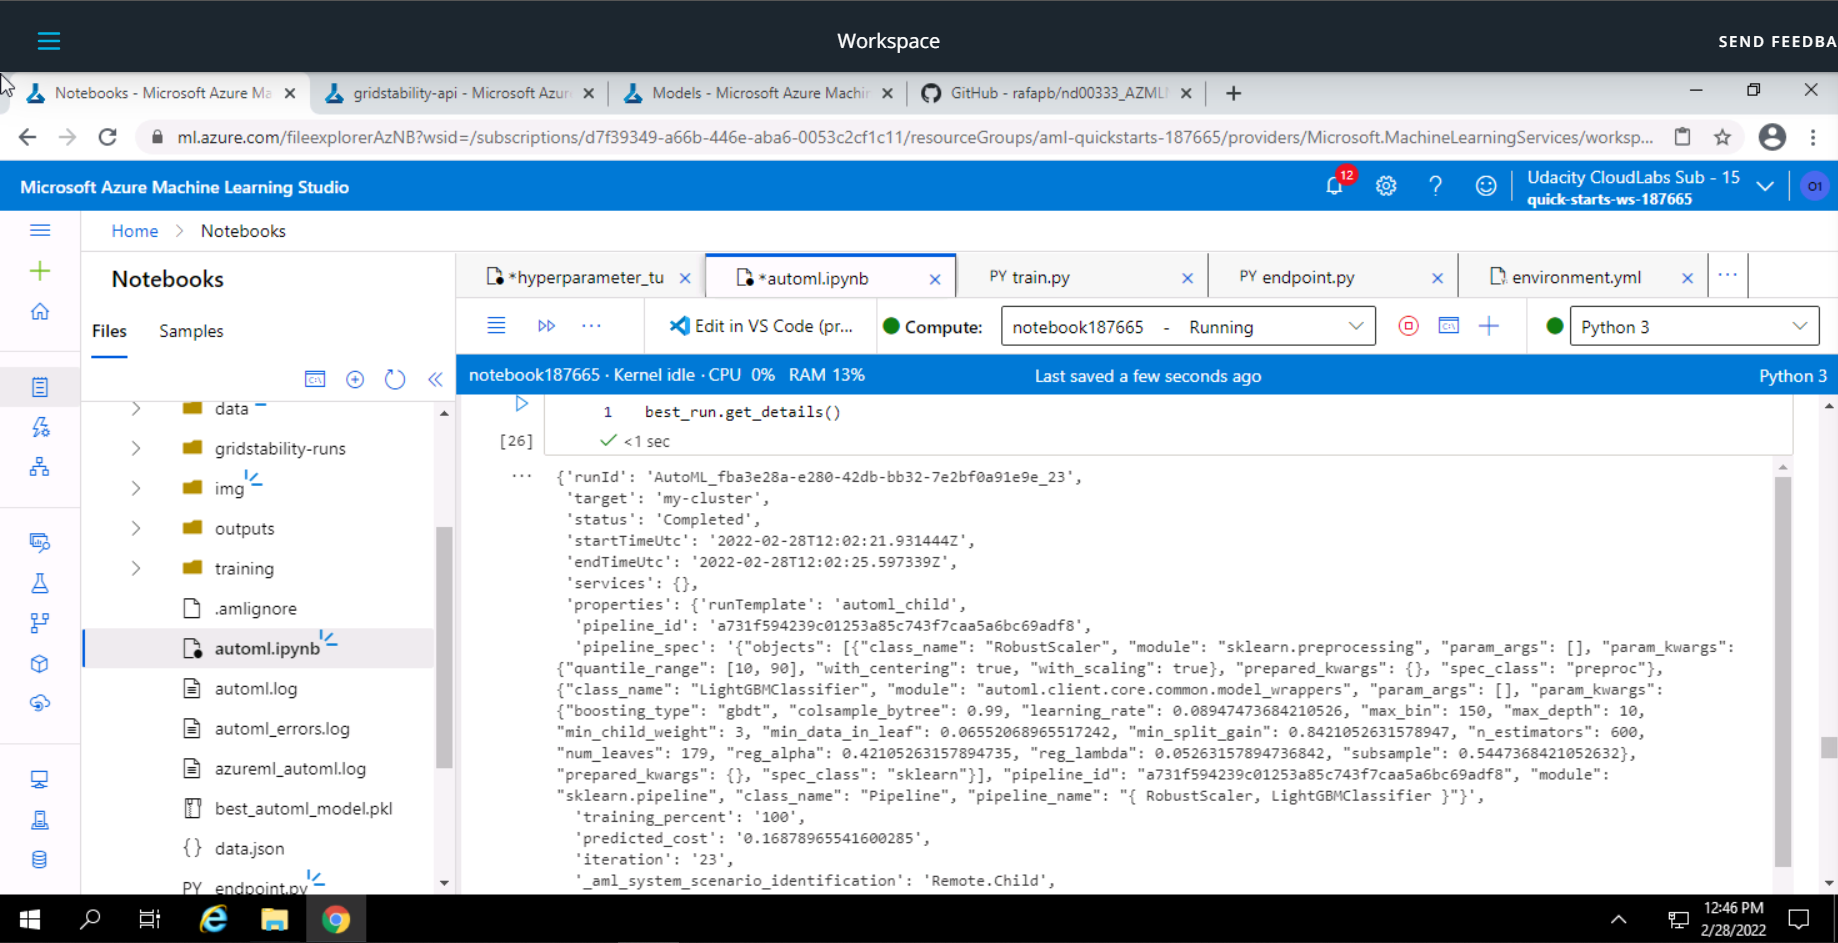 Workspace
SEND FEEDBA
Notebooks - Microsoft Azure Ma
gridstability-api - Microsoft Azure
Models - Microsoft Azure Machin
GitHub - rafapb/nd00333_AZMLN
ml.azure.com/fileexplorerAzNB?wsid=/subscriptions/d7f39349-a66b-446e-aba6-0053c2cf1c11/resourceGroups/aml-quickstarts-187665/providers/Microsoft.MachineLearningServices/worksp...
Microsoft Azure Machine Learning Studio
12
Udacity CloudLabs Sub - 15
quick-starts-ws-187665
O1
Home > Notebooks
Notebooks
Files
Samples
*hyperparameter_tu
*automl.ipynb
PY train.py
PY endpoint.py
environment.yml
Edit in VS Code (pr...
Compute:
notebook187665 - Running
Python 3
notebook187665 · Kernel idle · CPU 0% RAM 13%
Last saved a few seconds ago
Python 3
data
gridstability-runs
img
outputs
training
.amlignore
automl.ipynb
automl.log
automl_errors.log
azureml_automl.log
best_automl_model.pkl
{} data.json
PY endpoint.py
1 best_run.get_details()
[26]
<1 sec
{'runId': 'AutoML_fba3e28a-e280-42db-bb32-7e2bf0a91e9e_23',
'target': 'my-cluster',
'status': 'Completed',
'startTimeUtc': '2022-02-28T12:02:21.931444Z',
'endTimeUtc': '2022-02-28T12:02:25.597339Z',
'services': {},
'properties': {'runTemplate': 'automl_child',
'pipeline_id': 'a731f594239c01253a85c743f7caa5a6bc69adf8',
'pipeline_spec': '{"objects": [{"class_name": "RobustScaler", "module": "sklearn.preprocessing", "param_args": [], "param_kwargs":
{"quantile_range": [10, 90], "with_centering": true, "with_scaling": true}, "prepared_kwargs": {}, "spec_class": "preproc"},
{"class_name": "LightGBMClassifier", "module": "automl.client.core.common.model_wrappers", "param_args": [], "param_kwargs":
{"boosting_type": "gbdt", "colsample_bytree": 0.99, "learning_rate": 0.08947473684210526, "max_bin": 150, "max_depth": 10,
"min_child_weight": 3, "min_data_in_leaf": 0.06552068965517242, "min_split_gain": 0.8421052631578947, "n_estimators": 600,
"num_leaves": 179, "reg_alpha": 0.42105263157894735, "reg_lambda": 0.05263157894736842, "subsample": 0.5447368421052632},
"prepared_kwargs": {}, "spec_class": "sklearn"}], "pipeline_id": "a731f594239c01253a85c743f7caa5a6bc69adf8", "module":
"sklearn.pipeline", "class_name": "Pipeline", "pipeline_name": "{ RobustScaler, LightGBMClassifier }"}',
'training_percent': '100',
'predicted_cost': '0.16878965541600285',
'iteration': '23',
'_aml_system_scenario_identification': 'Remote.Child',
12:46 PM
2/28/2022